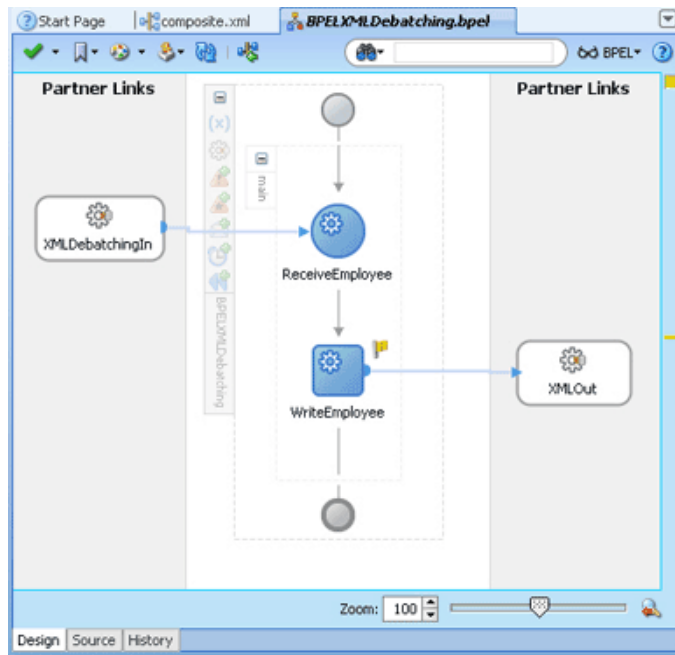 Start Page
composite.xml
BPELXMLDebatching.bpel
BPEL
Partner Links
Partner Links
main
XMLDebatchingIn
ReceiveEmployee
BPELXMLDebatching
XMLOut
WriteEmployee
Zoom: 100
Design Source History